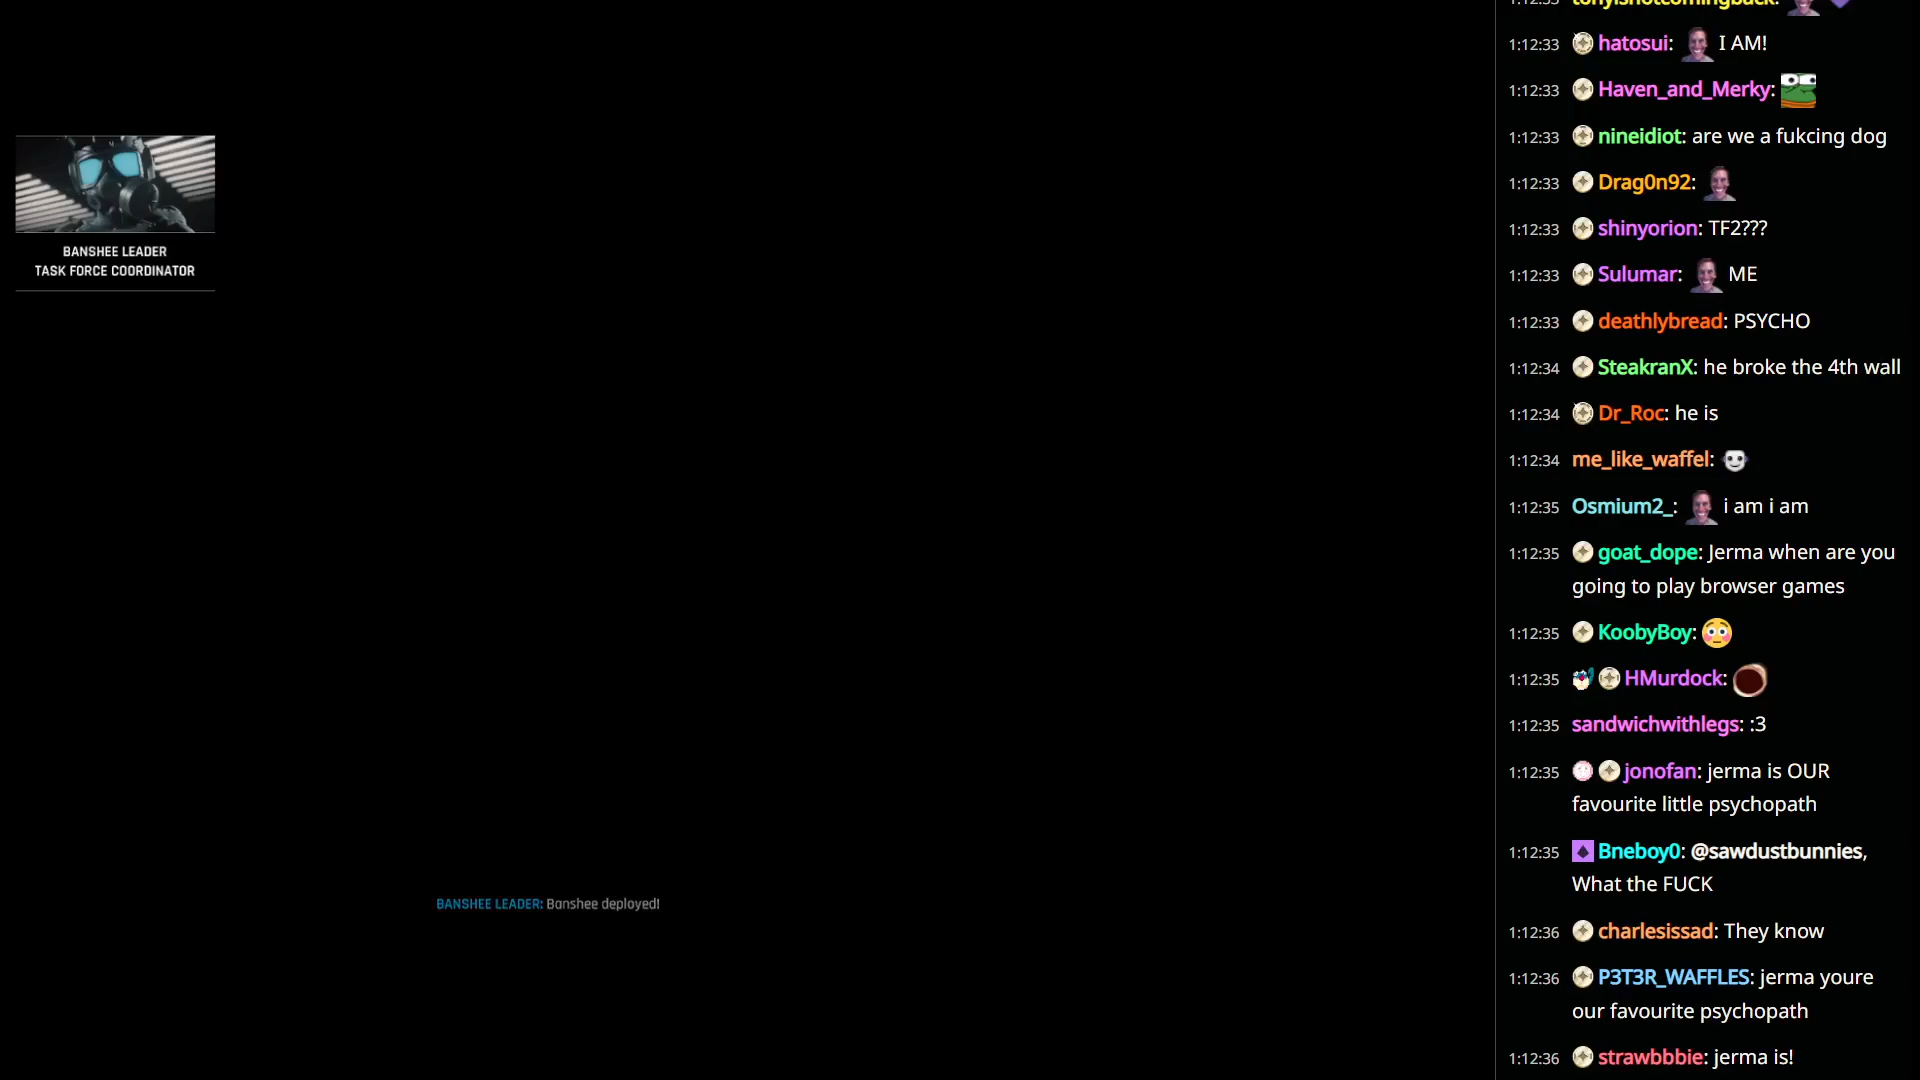 BANSHEE LEADER
TASK FORCE COORDINATOR
BANSHEE LEADER: Banshee deployed!
1:12:33 tonyisnotcomingback:
1:12:33 hatosui: I AM!
1:12:33 Haven_and_Merky:
1:12:33 nineidiot: are we a fukcing dog
1:12:33 Drag0n92:
1:12:33 shinyorion: TF2???
1:12:33 Sulumar: ME
1:12:33 deathlybread: PSYCHO
1:12:34 SteakranX: he broke the 4th wall
1:12:34 Dr_Roc: he is
1:12:34 me_like_waffel:
1:12:35 Osmium2_: i am i am
1:12:35 goat_dope: Jerma when are you
going to play browser games
1:12:35 KoobyBoy:
1:12:35 HMurdock:
1:12:35 sandwichwithlegs: :3
1:12:35 jonofan: jerma is OUR
favourite little psychopath
1:12:35 Bneboy0: @sawdustbunnies,
What the FUCK
1:12:36 charlesissad: They know
1:12:36 P3T3R_WAFFLES: jerma youre
our favourite psychopath
1:12:36 strawbbbie: jerma is!